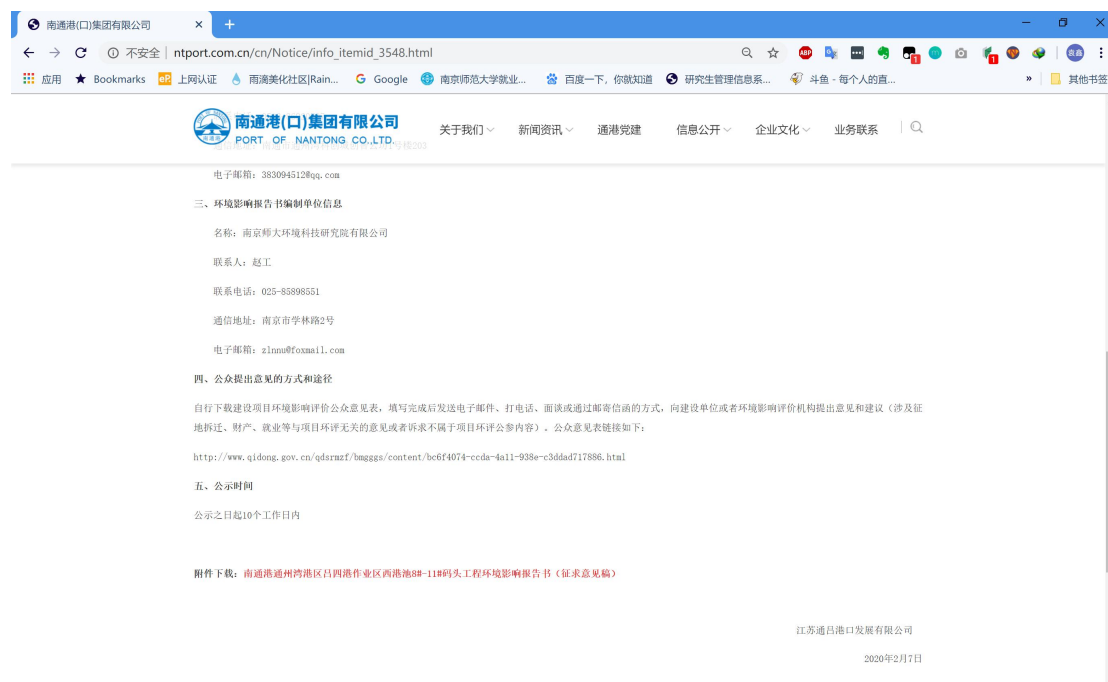 南通港(口)集团有限公司
不安全 | ntport.com.cn/cn/Notice/info_itemid_3548.html
应用 Bookmarks 上网认证 雨滴美化社区|Rain... Google 南京师范大学就业... 百度一下，你就知道 研究生管理信息系... 斗鱼 - 每个人的直... » 其他书签
南通港(口)集团有限公司
PORT OF NANTONG CO.,LTD.
关于我们 新闻资讯 通港党建 信息公开 企业文化 业务联系
电子邮箱：383094512@qq.com
三、环境影响报告书编制单位信息
名称：南京师大环境科技研究院有限公司
联系人：赵工
联系电话：025-85898551
通信地址：南京市学林路2号
电子邮箱：zlnnu@foxmail.com
四、公众提出意见的方式和途径
自行下载建设项目环境影响评价公众意见表，填写完成后发送电子邮件、打电话、面谈或通过邮寄信函的方式，向建设单位或者环境影响评价机构提出意见和建议（涉及征
地拆迁、财产、就业等与项目环评无关的意见或者诉求不属于项目环评公参内容）。公众意见表链接如下：
http://www.qidong.gov.cn/qdsrmzf/bmgggs/content/bc6f4074-ccda-4a11-938e-c3ddad717886.html
五、公示时间
公示之日起10个工作日内
附件下载：南通港通州湾港区吕四港作业区西港池8#-11#码头工程环境影响报告书（征求意见稿）
江苏通吕港口发展有限公司
2020年2月7日